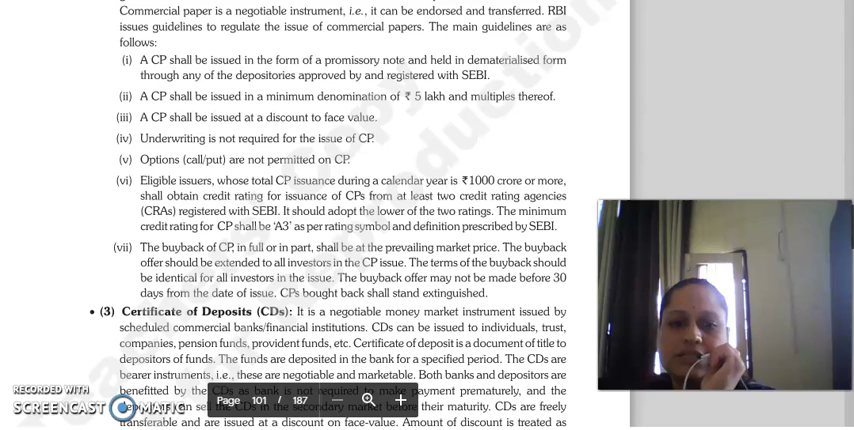 Commercial paper is a negotiable instrument, i.e., it can be endorsed and transferred. RBI
issues guidelines to regulate the issue of commercial papers. The main guidelines are as
follows:
(i) A CP shall be issued in the form of a promissory note and held in dematerialised form
through any of the depositories approved by and registered with SEBI.
(ii) A CP shall be issued in a minimum denomination of ₹ 5 lakh and multiples thereof.
(iii) A CP shall be issued at a discount to face value.
(iv) Underwriting is not required for the issue of CP.
(v) Options (call/put) are not permitted on CP.
(vi) Eligible issuers, whose total CP issuance during a calendar year is ₹1000 crore or more,
shall obtain credit rating for issuance of CPs from at least two credit rating agencies
(CRAs) registered with SEBI. It should adopt the lower of the two ratings. The minimum
credit rating for CP shall be 'A3' as per rating symbol and definition prescribed by SEBI.
(vii) The buyback of CP, in full or in part, shall be at the prevailing market price. The buyback
offer should be extended to all investors in the CP issue. The terms of the buyback should
be identical for all investors in the issue. The buyback offer may not be made before 30
days from the date of issue. CPs bought back shall stand extinguished.
• (3) Certificate of Deposits (CDs): It is a negotiable money market instrument issued by
scheduled commercial banks/financial institutions. CDs can be issued to individuals, trust,
companies, pension funds, provident funds, etc. Certificate of deposit is a document of title to
depositors of funds. The funds are deposited in the bank for a specified period. The CDs are
bearer instruments, i.e., these are negotiable and marketable. Both banks and depositors are
benefitted by the CDs as bank is not required to make payment prematurely, and the
can sell the CDs in the secondary market before their maturity. CDs are freely
transferable and are issued at a discount on face-value. Amount of discount is treated as
RECORDED WITH
SCREENCAST MATIC
Page 101 / 187 — +